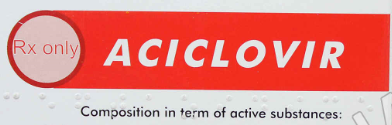 Rx only
ACICLOVIR
Composition in term of active substances: